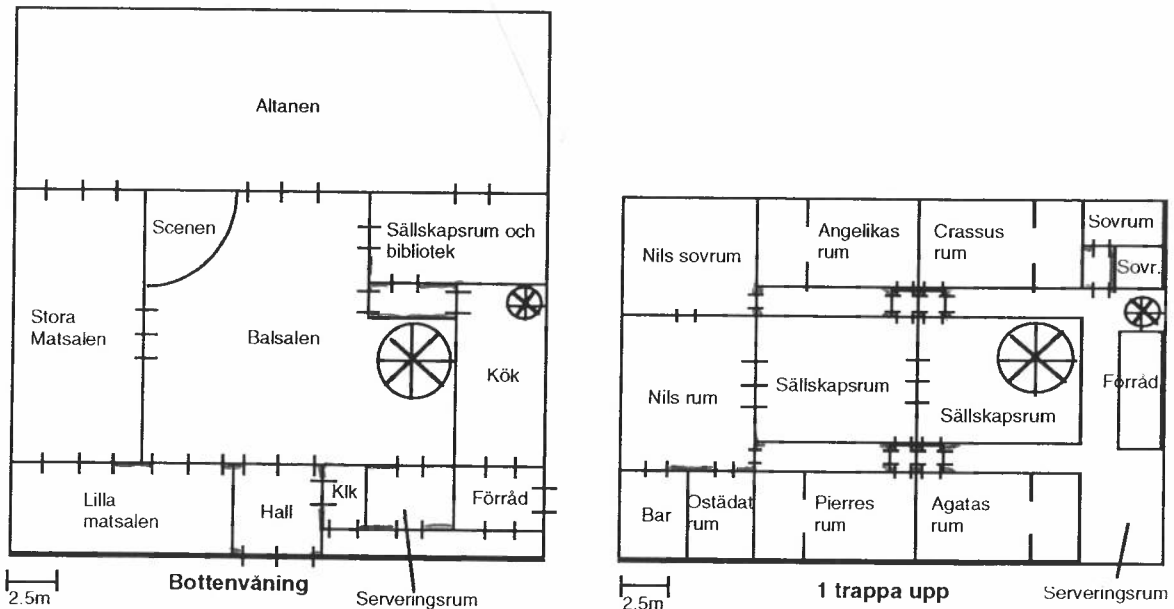 Altanen
Scenen
Sällskapsrum och
bibliotek
Stora
Matsalen
Balsalen
Kök
Lilla
matsalen
Hall
Klk
Förråd
2.5m
Bottenvåning
Serveringsrum
Nils sovrum
Angelikas
rum
Crassus
rum
Sovrum
Sovr.
Nils rum
Sällskapsrum
Sällskapsrum
Förråd
Bar
Ostädat
rum
Pierres
rum
Agatas
rum
2.5m
1 trappa upp
Serveringsrum